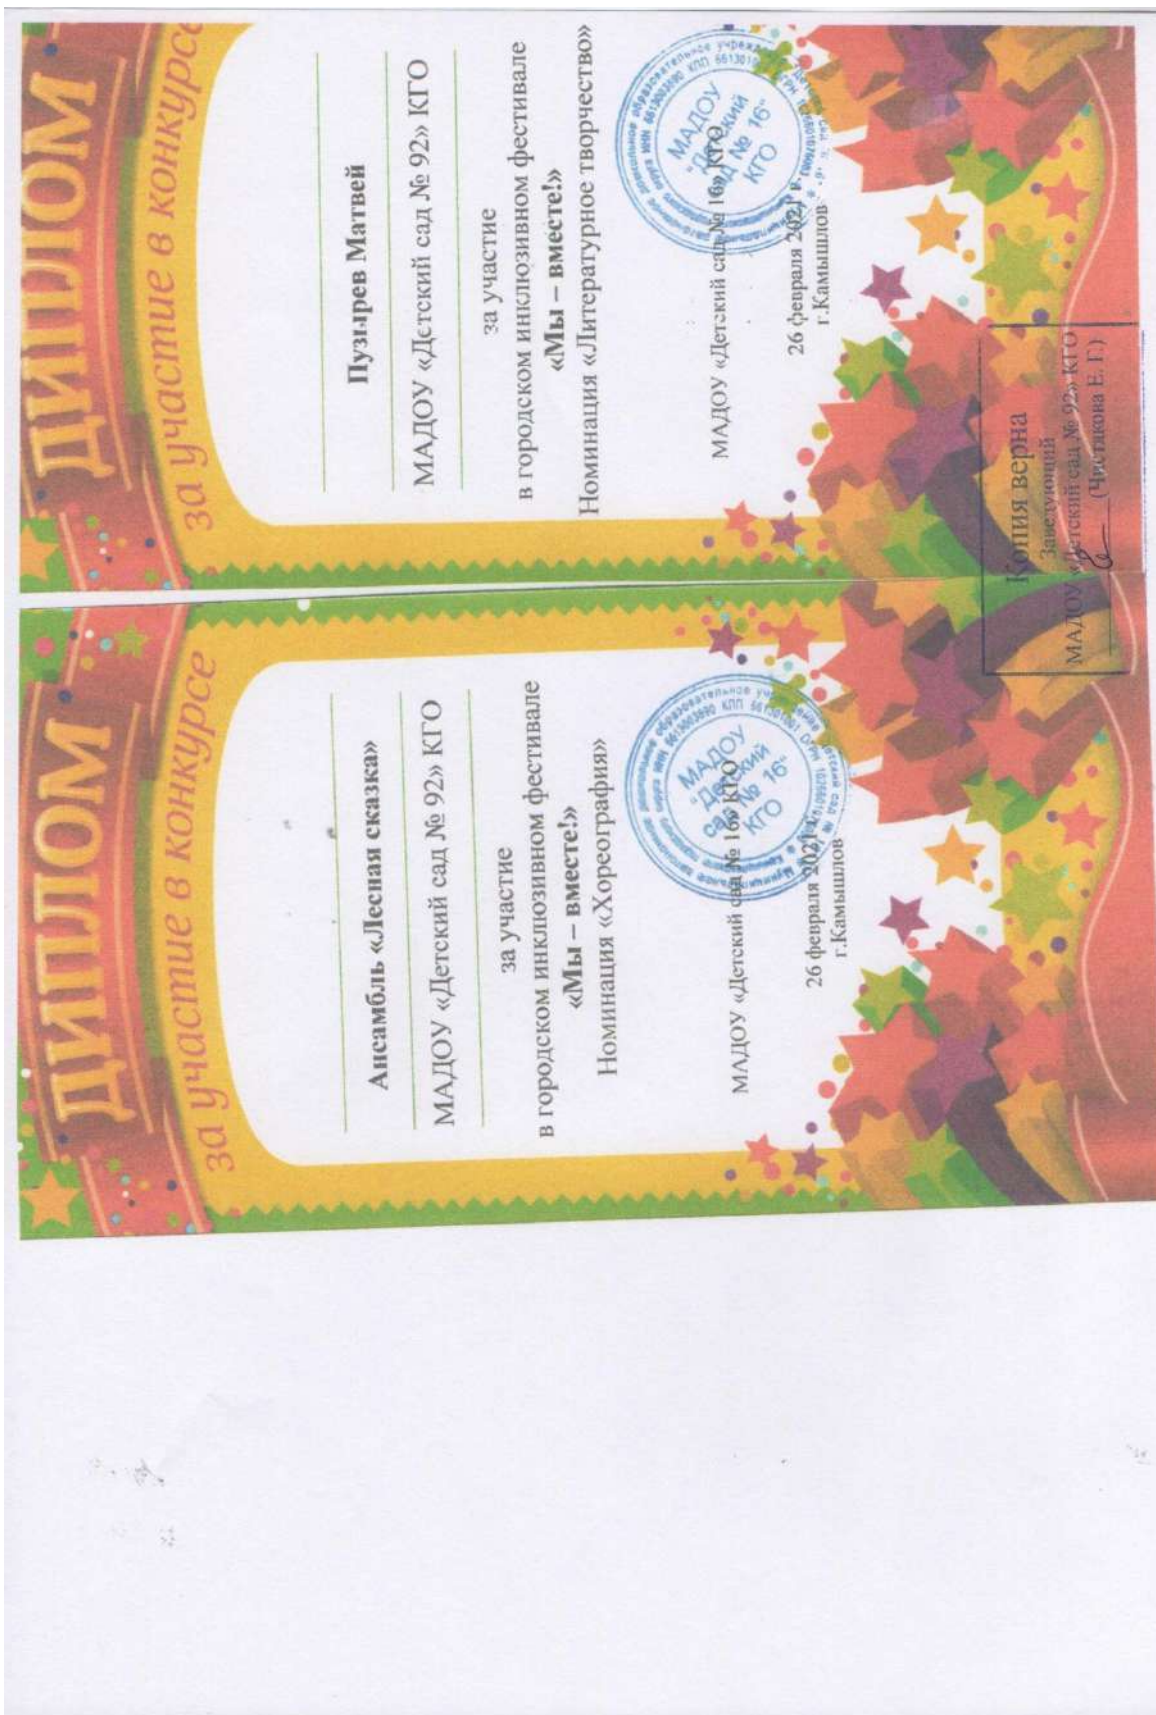 ДИПЛОМ
за участие в конкурсе
Ансамбль «Лесная сказка»
МАДОУ «Детский сад № 92» КГО
за участие
в городском инклюзивном фестивале
«Мы – вместе!»
Номинация «Хореография»
МАДОУ «Детский сад № 16» КГО
26 февраля 2021 г.
г.Камышлов
МАДОУ
"Детский
сад № 16"
КГО
ДИПЛОМ
за участие в конкурсе
Пузырев Матвей
МАДОУ «Детский сад № 92» КГО
за участие
в городском инклюзивном фестивале
«Мы – вместе!»
Номинация «Литературное творчество»
МАДОУ «Детский сад № 16» КГО
26 февраля 2021 г.
г.Камышлов
МАДОУ
"Детский
сад № 16"
КГО
Копия верна
Заведующий
МАДОУ «Детский сад № 92» КГО
(Чистякова Е. Г.)